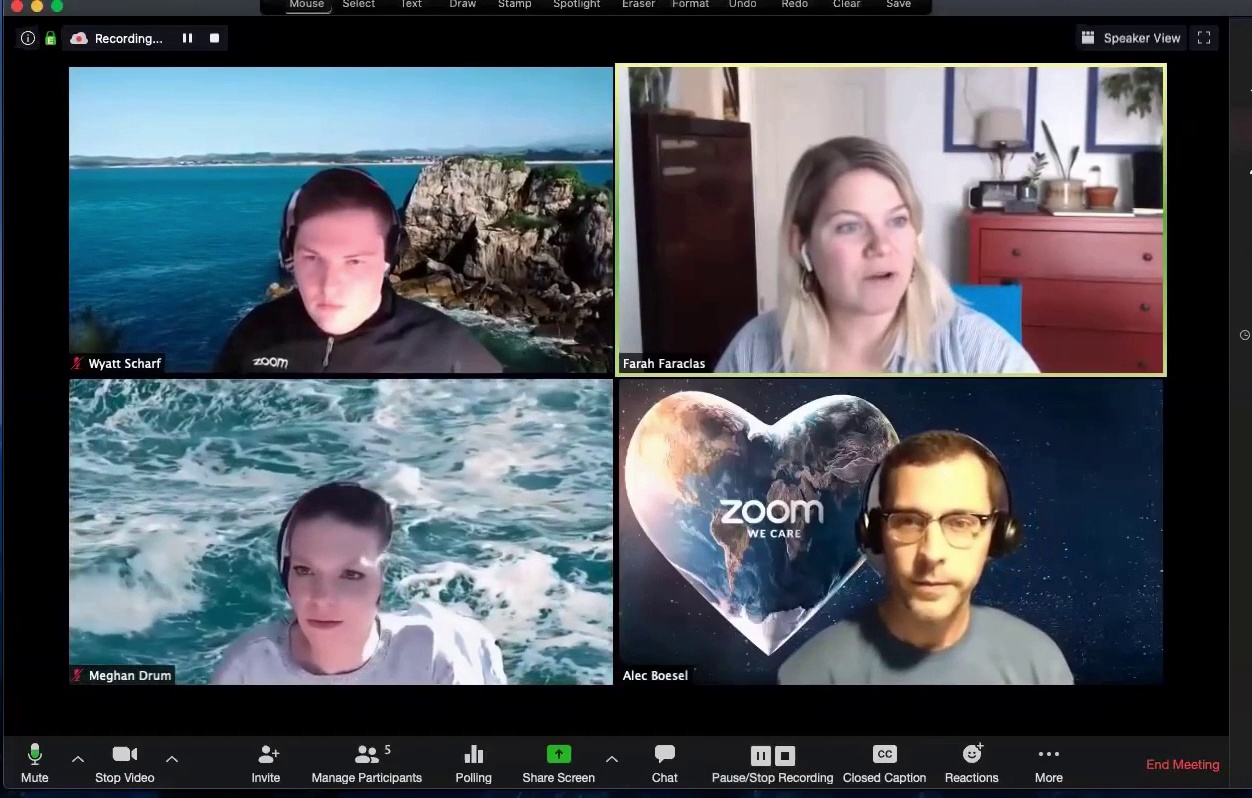 Mouse Select Text Draw Stamp Spotlight Eraser Format Undo Redo Clear Save
Recording...
Speaker View
zoom
Wyatt Scharf
Farah Faraclas
zoom
WE CARE
Meghan Drum
Alec Boesel
5
Mute Stop Video Invite Manage Participants Polling Share Screen Chat Pause/Stop Recording Closed Caption Reactions More End Meeting
CC